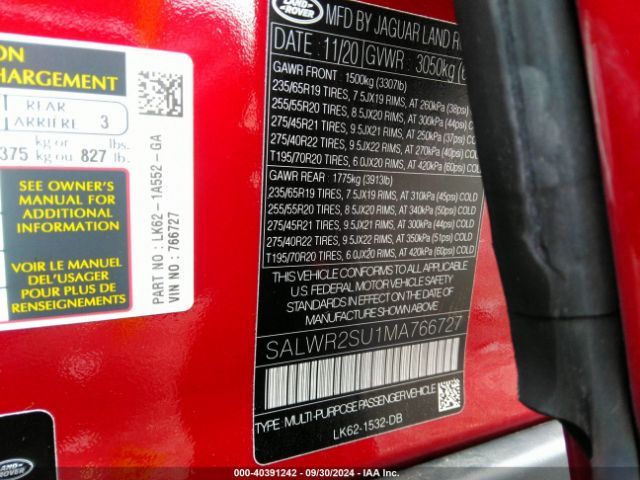 ON
CHARGEMENT
REAR
ARRIÈRE 3
kg or lbs.
375 kg ou 827 lb.
SEE OWNER'S
MANUAL FOR
ADDITIONAL
INFORMATION
VOIR LE MANUEL
DEL'USAGER
POUR PLUS DE
RENSEIGNEMENTS
PART NO : LK62-1A552-GA
VIN NO : 766727
LAND-
ROVER
MFD BY JAGUAR LAND
DATE : 11/20 GVWR : 3050kg
GAWR FRONT : 1500kg (3307lb)
235/65R19 TIRES, 7.5JX19 RIMS, AT 260kPa (38psi) COLD
255/55R20 TIRES, 8.5JX20 RIMS, AT 300kPa (44psi) COLD
275/45R21 TIRES, 9.5JX21 RIMS, AT 250kPa (37psi) COLD
275/40R22 TIRES, 9.5JX22 RIMS, AT 270kPa (40psi) COLD
T195/70R20 TIRES, 6.0JX20 RIMS, AT 420kPa (60psi) COLD
GAWR REAR : 1775kg (3913lb)
235/65R19 TIRES, 7.5JX19 RIMS, AT 310kPa (45psi) COLD
255/55R20 TIRES, 8.5JX20 RIMS, AT 340kPa (50psi) COLD
275/45R21 TIRES, 9.5JX21 RIMS, AT 300kPa (44psi) COLD
275/40R22 TIRES, 9.5JX22 RIMS, AT 350kPa (51psi) COLD
T195/70R20 TIRES, 6.0JX20 RIMS, AT 420kPa (60psi) COLD
THIS VEHICLE CONFORMS TO ALL APPLICABLE
U.S. FEDERAL MOTOR VEHICLE SAFETY
STANDARDS IN EFFECT ON THE DATE OF
MANUFACTURE SHOWN ABOVE
SALWR2SU1MA766727
TYPE : MULTI-PURPOSE PASSENGER VEHICLE
LK62-1532-DB
LAND-
ROVER
000-40391242 - 09/30/2024 - IAA Inc.